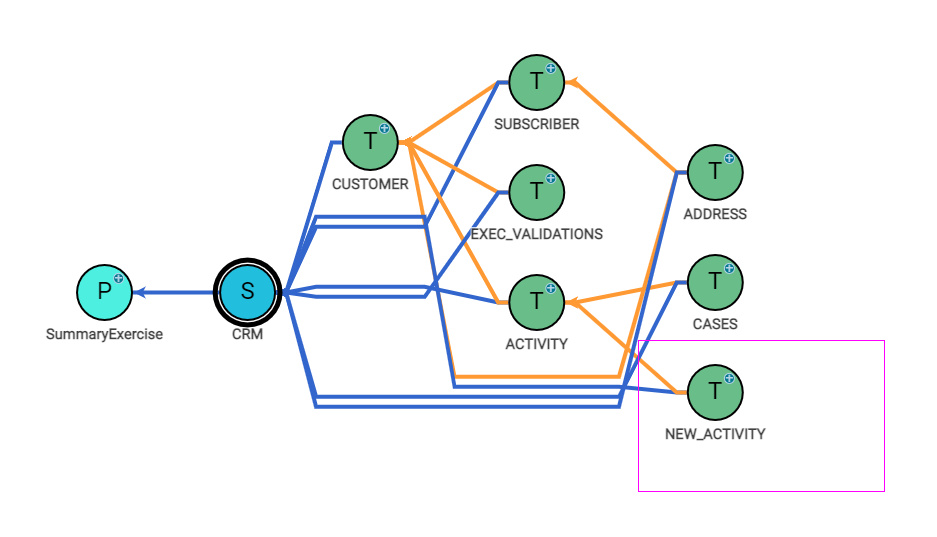 T
SUBSCRIBER
T
CUSTOMER
T
ADDRESS
T
EXEC_VALIDATIONS
P
SummaryExercise
S
CRM
T
ACTIVITY
T
CASES
T
NEW_ACTIVITY